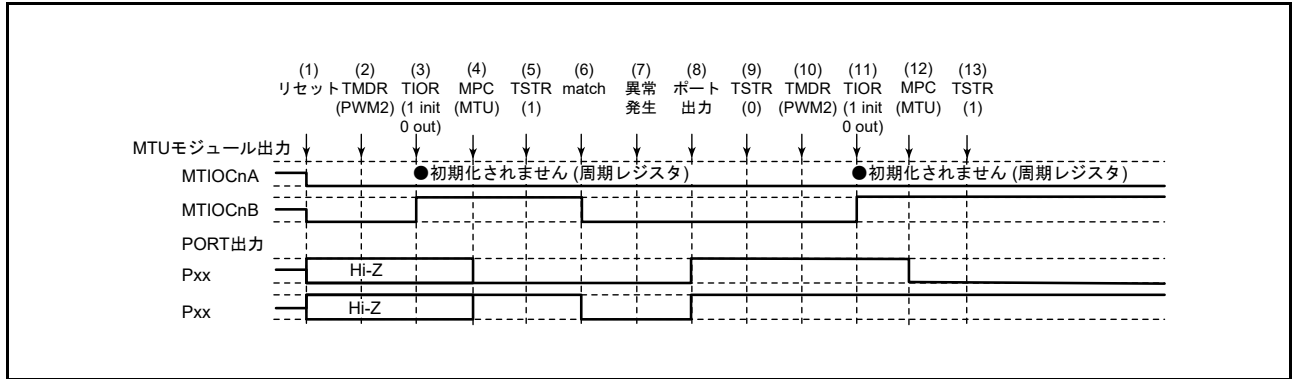 (1) (2) (3) (4) (5) (6) (7) (8) (9) (10) (11) (12) (13)
リセット TMDR TIOR MPC TSTR match 異常 ポート TSTR TMDR TIOR MPC TSTR
(PWM2) (1 init (MTU) (1) 発生 出力 (0) (PWM2) (1 init (MTU) (1)
0 out) 0 out)
MTUモジュール出力
MTIOCnA ●初期化されません (周期レジスタ) ●初期化されません (周期レジスタ)
MTIOCnB
PORT出力
Pxx Hi-Z
Pxx Hi-Z